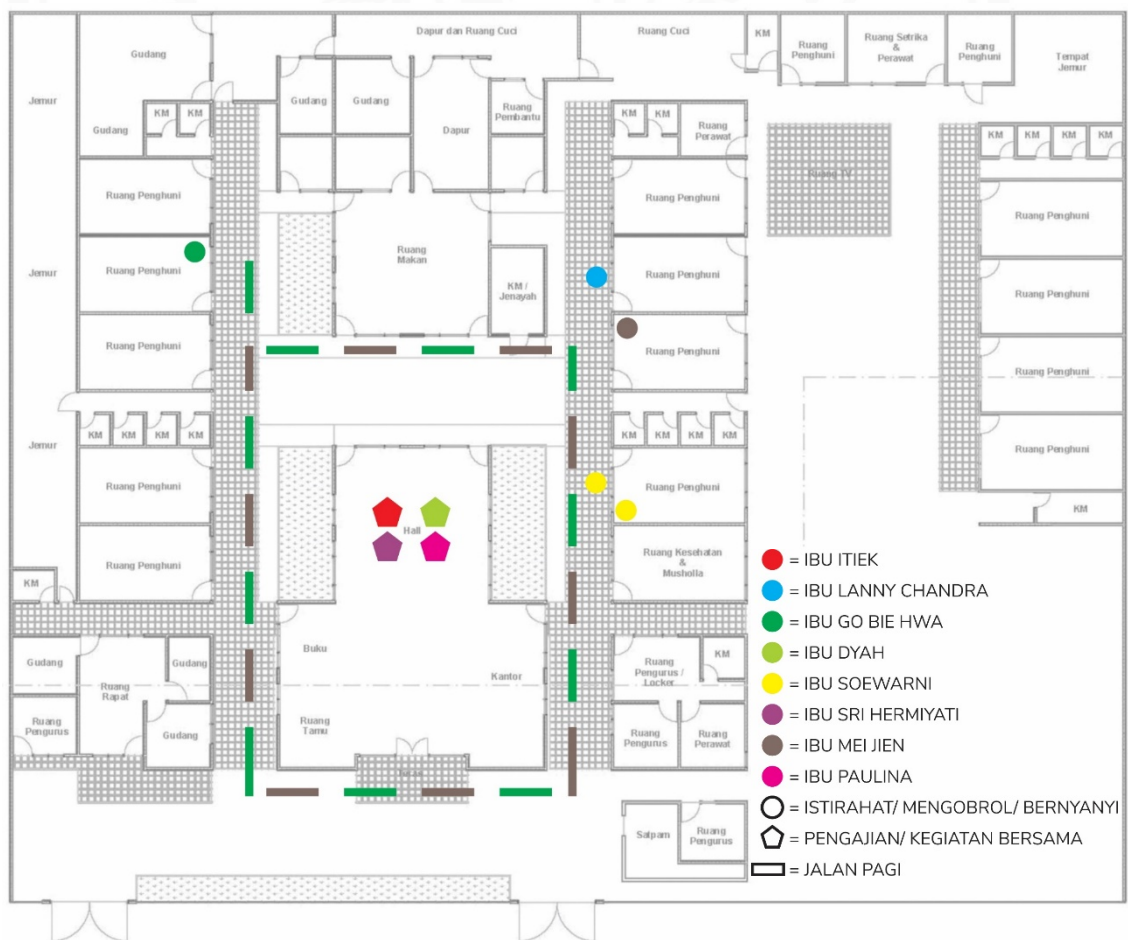 Dapur dan Ruang Cuci
Ruang Cuci
KM
Ruang
Penghuni
Ruang Setrika
&
Perawat
Ruang
Penghuni
Tempat
Jemur
Gudang
Jemur
Gudang
KM
KM
Gudang
Gudang
Dapur
Ruang
Pembantu
KM
KM
Ruang
Perawat
KM
KM
KM
KM
Ruang TV
Ruang Penghuni
Ruang Penghuni
Ruang Penghuni
Jemur
Ruang Penghuni
Ruang
Makan
KM /
Jenayah
Ruang Penghuni
Ruang Penghuni
Ruang Penghuni
Ruang Penghuni
Ruang Penghuni
Jemur
KM
KM
KM
KM
KM
KM
KM
KM
Ruang Penghuni
Ruang Penghuni
Ruang Penghuni
KM
Hall
Ruang Penghuni
Ruang Kesehatan
&
Musholla
KM
Gudang
Ruang
Rapat
Gudang
Ruang
Pengurus
Gudang
Buku
Kantor
Ruang
Tamu
Teras
Ruang
Pengurus /
Locker
KM
Ruang
Pengurus
Ruang
Perawat
Satpam
Ruang
Pengurus
= IBU ITIEK
= IBU LANNY CHANDRA
= IBU GO BIE HWA
= IBU DYAH
= IBU SOEWARNI
= IBU SRI HERMIYATI
= IBU MEI JIEN
= IBU PAULINA
= ISTIRAHAT/ MENGOBROL/ BERNYANYI
= PENGAJIAN/ KEGIATAN BERSAMA
= JALAN PAGI